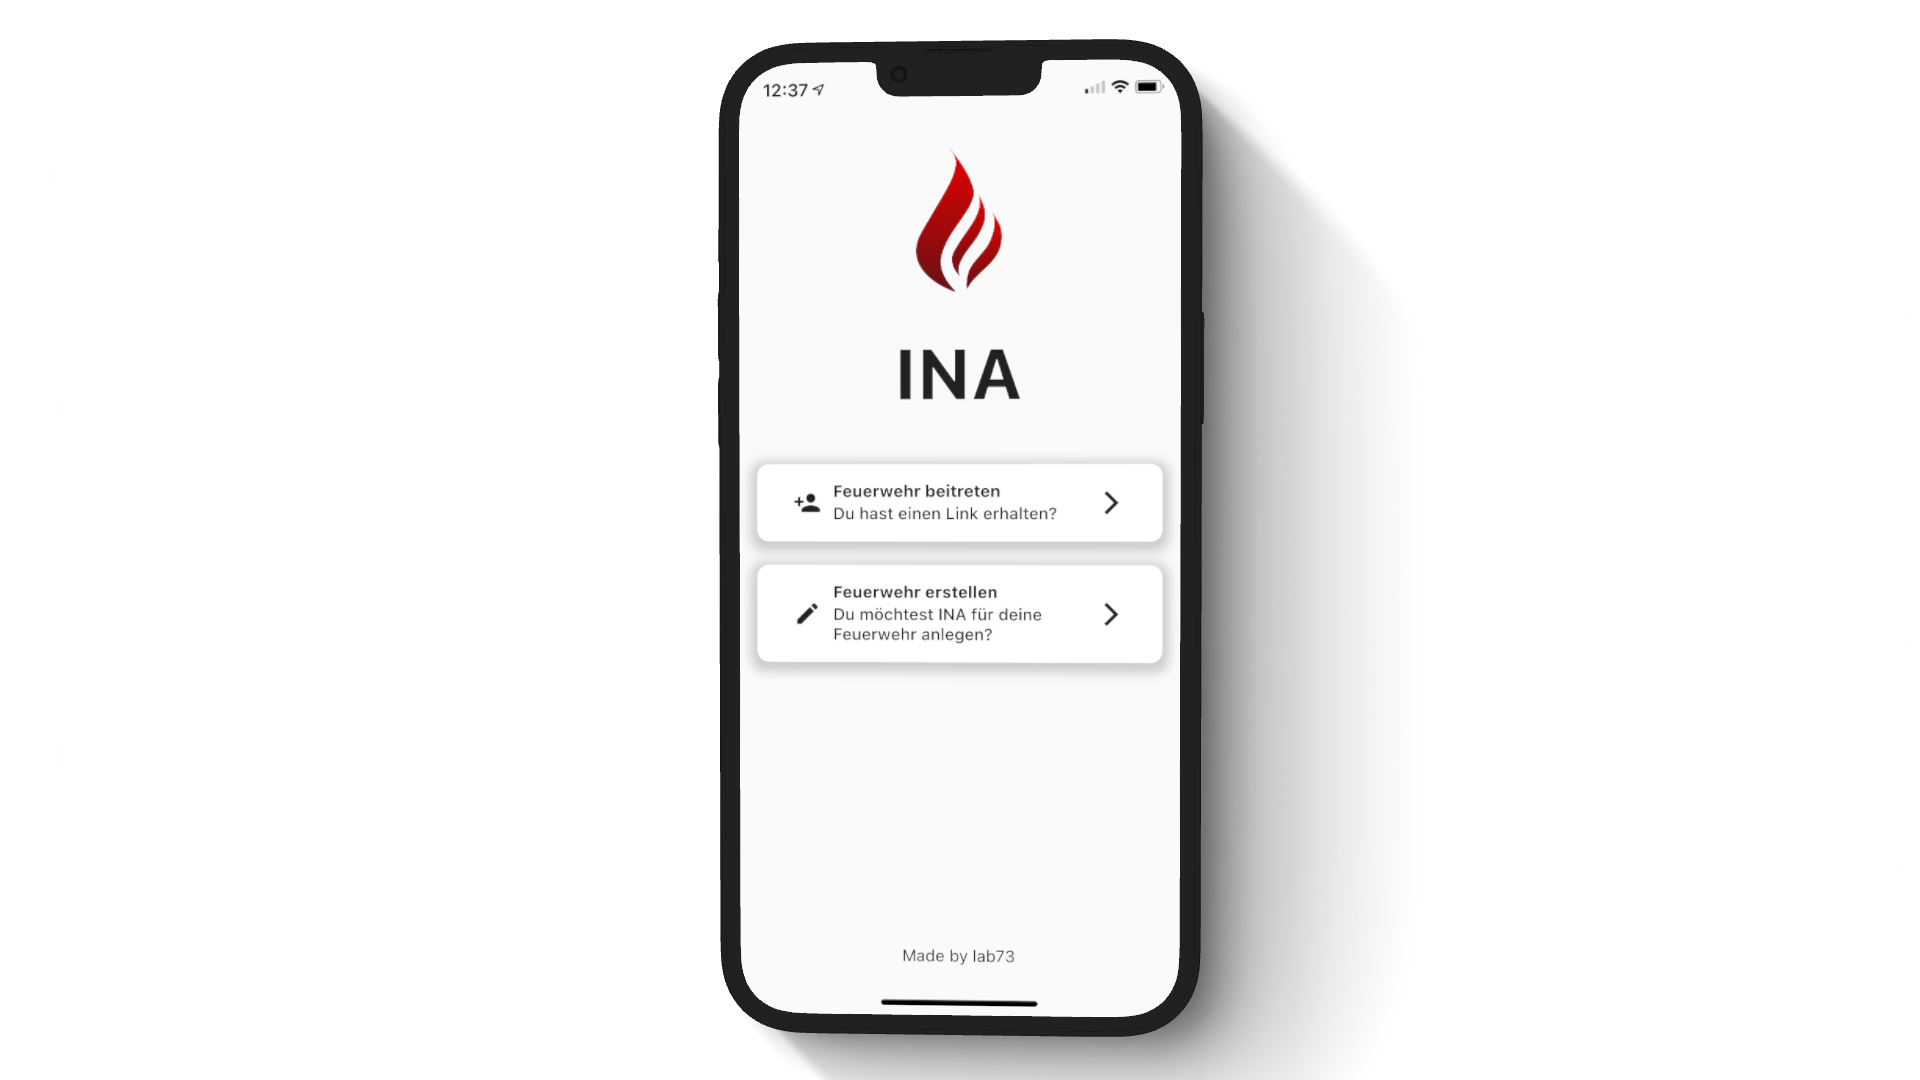 12:37
INA
Feuerwehr beitreten
Du hast einen Link erhalten?
Feuerwehr erstellen
Du möchtest INA für deine
Feuerwehr anlegen?
Made by lab73